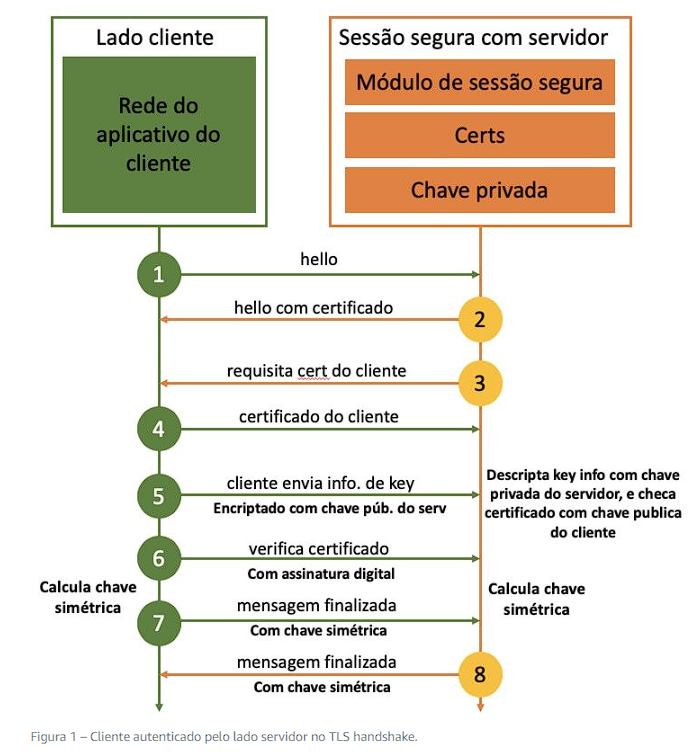 Lado cliente
Rede do
aplicativo do
cliente
Sessão segura com servidor
Módulo de sessão segura
Certs
Chave privada
1
hello
hello com certificado
2
requisita cert do cliente
3
4
certificado do cliente
5
cliente envia info. de key
Encriptado com chave púb. do serv
Descripta key info com chave
privada do servidor, e checa
certificado com chave publica
do cliente
6
verifica certificado
Com assinatura digital
Calcula chave
simétrica
Calcula chave
simétrica
7
mensagem finalizada
Com chave simétrica
mensagem finalizada
Com chave simétrica
8
Figura 1 – Cliente autenticado pelo lado servidor no TLS handshake.